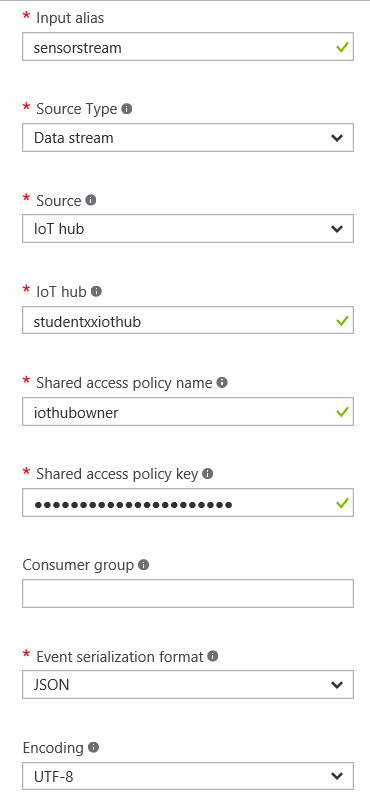 * Input alias
sensorstream
* Source Type
Data stream
* Source
IoT hub
* IoT hub
studentxxiothub
* Shared access policy name
iothubowner
* Shared access policy key
●●●●●●●●●●●●●●●●●●●●●●
Consumer group
* Event serialization format
JSON
Encoding
UTF-8